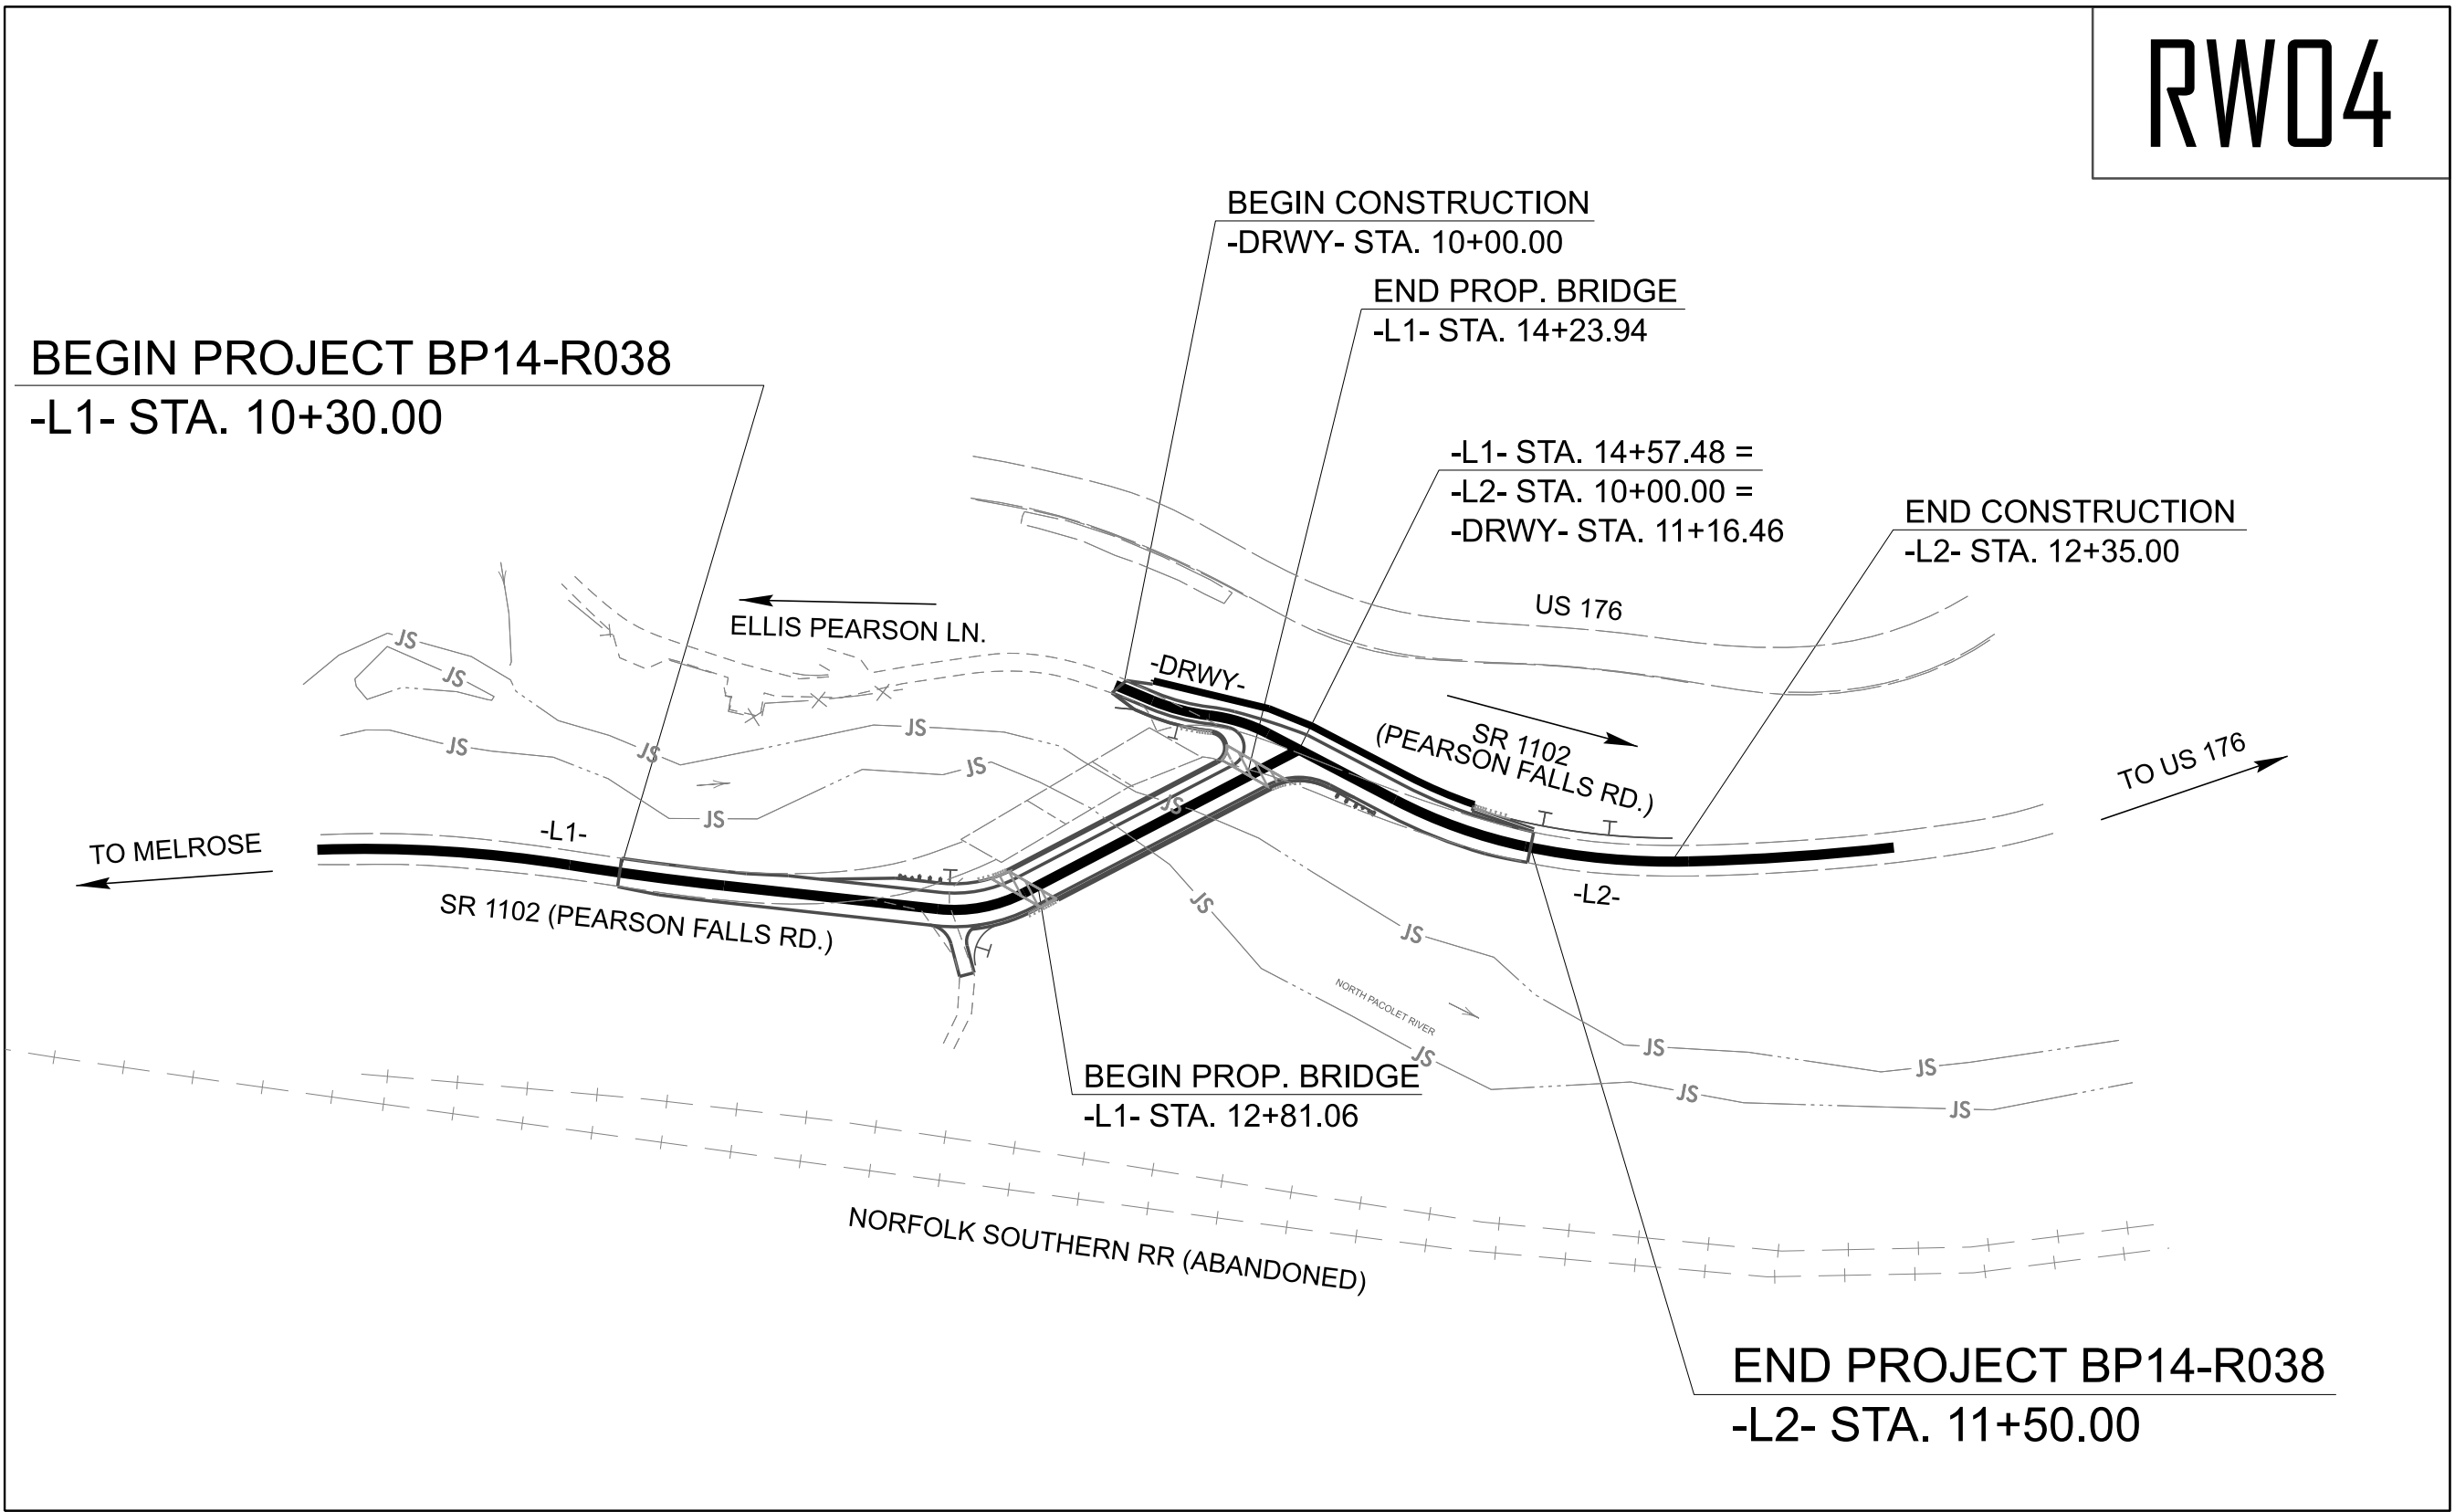 RW04
BEGIN CONSTRUCTION
-DRWY- STA. 10+00.00
END PROP. BRIDGE
-L1- STA. 14+23.94
BEGIN PROJECT BP14-R038
-L1- STA. 10+30.00
-L1- STA. 14+57.48 =
-L2- STA. 10+00.00 =
-DRWY- STA. 11+16.46
END CONSTRUCTION
-L2- STA. 12+35.00
US 176
ELLIS PEARSON LN.
JS
JS
-DRWY-
SR 1102
(PEARSON FALLS RD.)
TO US 176
JS
JS
JS
JS
JS
JS
-L1-
TO MELROSE
SR 1102 (PEARSON FALLS RD.)
-L2-
JS
JS
NORTH PACOLET RIVER
JS
JS
JS
JS
JS
BEGIN PROP. BRIDGE
-L1- STA. 12+81.06
NORFOLK SOUTHERN RR (ABANDONED)
END PROJECT BP14-R038
-L2- STA. 11+50.00